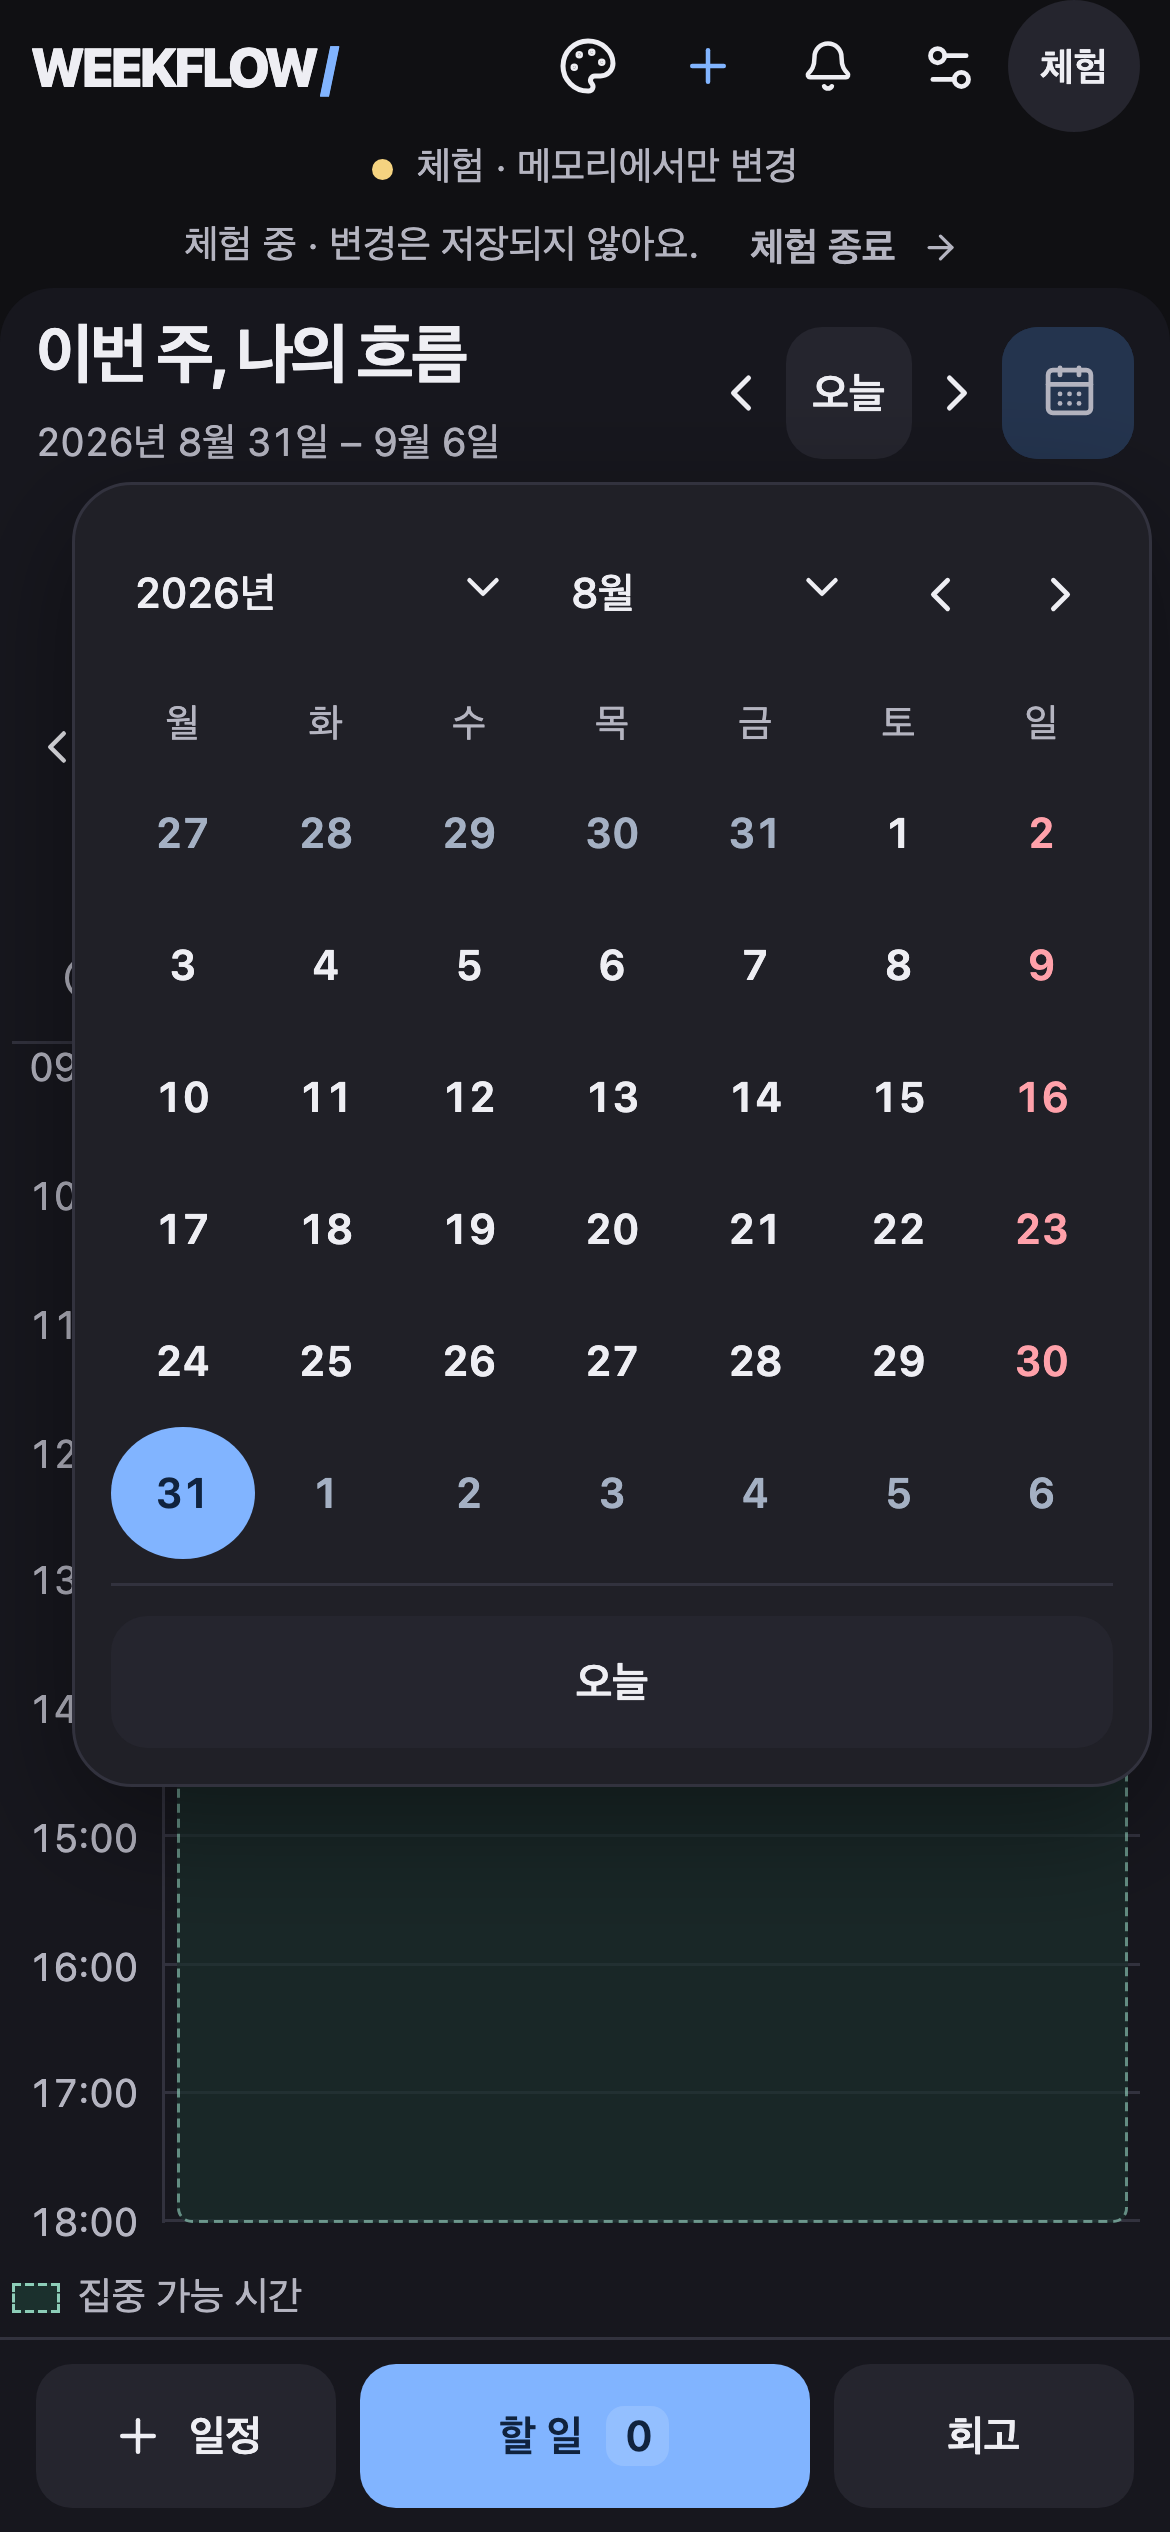 WEEKFLOW/
체험
체험 · 메모리에서만 변경
체험 중 · 변경은 저장되지 않아요. 체험 종료 →
이번 주, 나의 흐름
오늘
2026년 8월 31일 – 9월 6일
2026년 8월
월 화 수 목 금 토 일
27 28 29 30 31 1 2
3 4 5 6 7 8 9
09
10 11 12 13 14 15 16
10
17 18 19 20 21 22 23
11
24 25 26 27 28 29 30
12
31 1 2 3 4 5 6
13
오늘
14
15:00
16:00
17:00
18:00
집중 가능 시간
+ 일정 할 일 0 회고